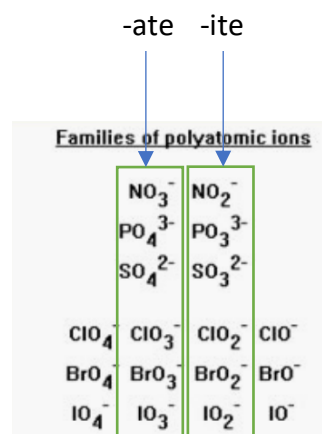 -ate -ite
Families of polyatomic ions
NO₃⁻ NO₂⁻
PO₄³⁻ PO₃³⁻
SO₄²⁻ SO₃²⁻
ClO₄⁻ ClO₃⁻ ClO₂⁻ ClO⁻
BrO₄⁻ BrO₃⁻ BrO₂⁻ BrO⁻
IO₄⁻ IO₃⁻ IO₂⁻ IO⁻